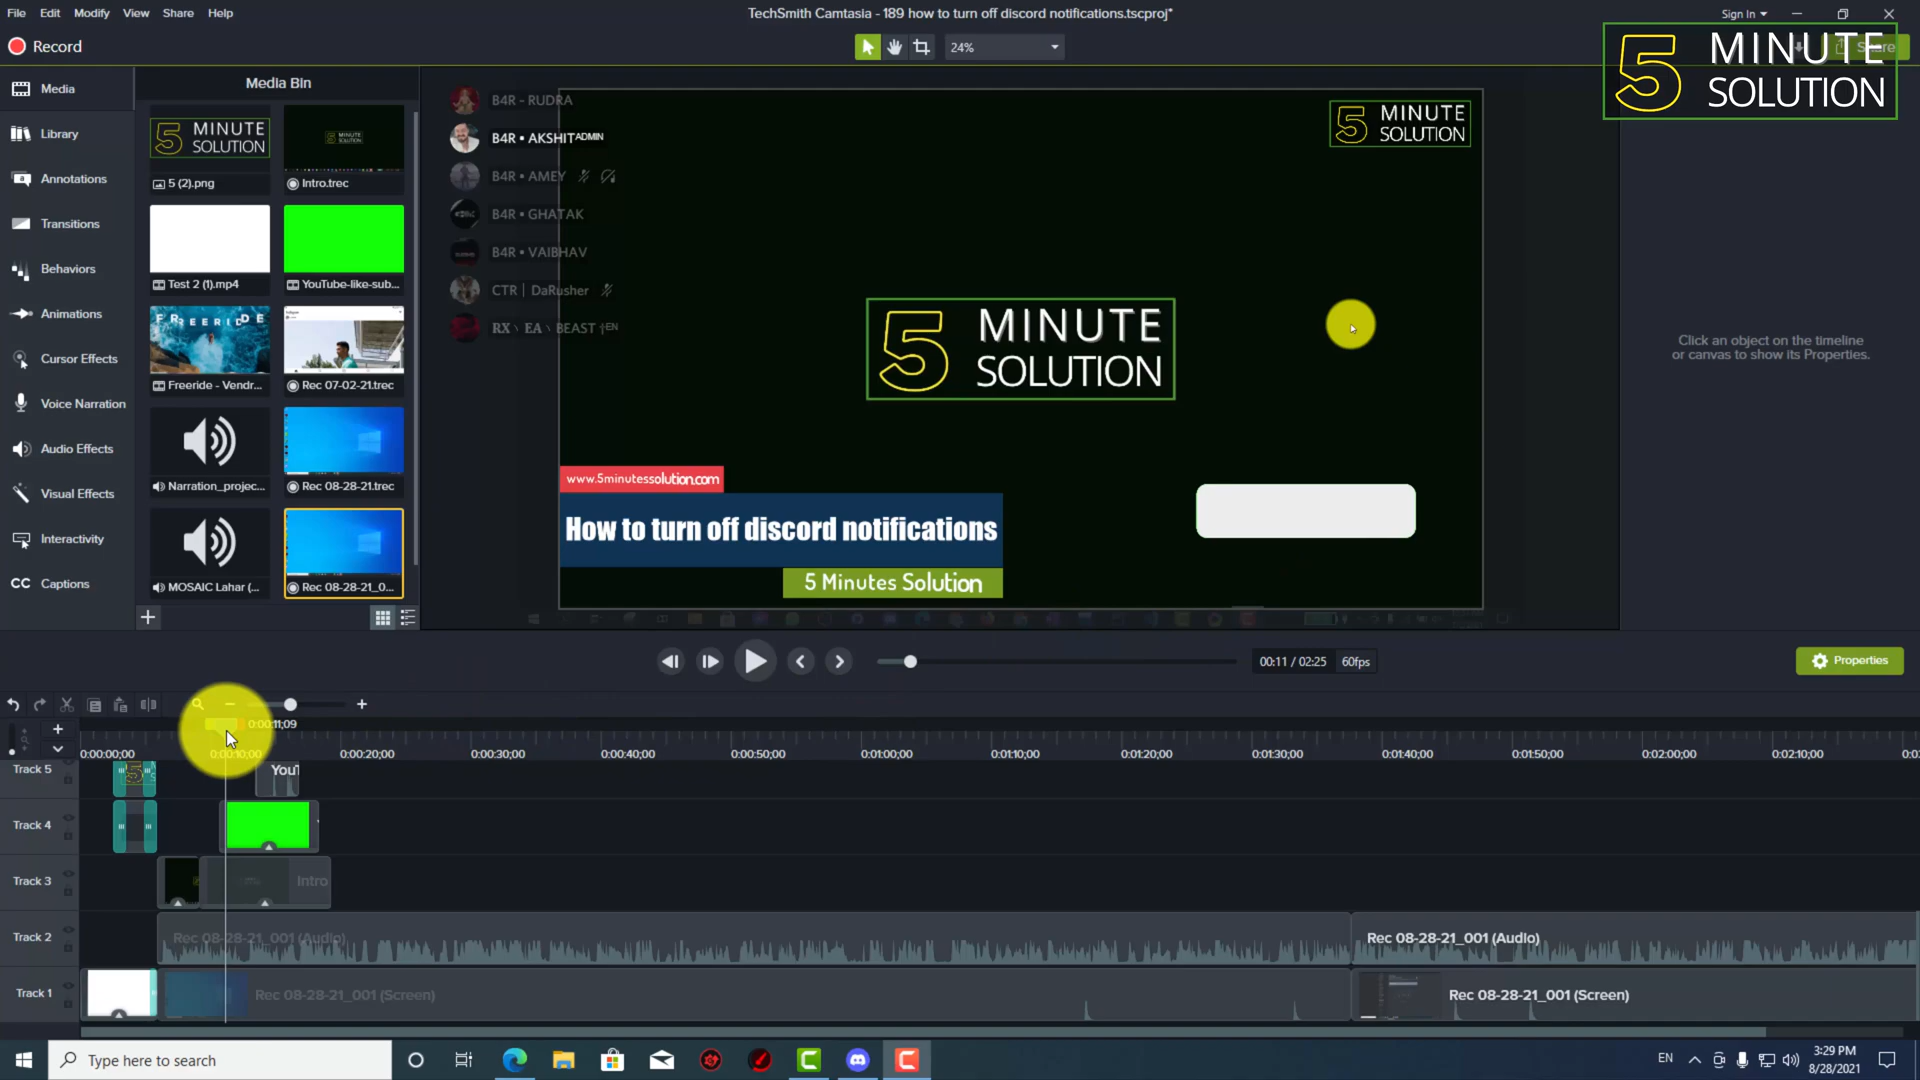 File Edit Modify View Share Help
TechSmith Camtasia - 189 how to turn off discord notifications.tscproj*
Sign In
Record
24%
Share
5 MINUTE SOLUTION
Media
Library
Annotations
Transitions
Behaviors
Animations
Cursor Effects
Voice Narration
Audio Effects
Visual Effects
Interactivity
CC Captions
Media Bin
5 MINUTE SOLUTION
MINUTE SOLUTION
5 (2).png
Intro.trec
Test 2 (1).mp4
YouTube-like-sub...
FREERIDE
Freeride - Vendr...
Rec 07-02-21.trec
Narration_projec...
Rec 08-28-21.trec
MOSAIC Lahar (...
Rec 08-28-21_0...
B4R - RUDRA
B4R • AKSHITADMIN
B4R • AMEY
B4R • GHATAK
B4R • VAIBHAV
CTR | DaRusher
RX \ EA \ BEAST †EN
5 MINUTE SOLUTION
5 MINUTE SOLUTION
www.5minutessolution.com
How to turn off discord notifications
5 Minutes Solution
Click an object on the timeline
or canvas to show its Properties.
00:11 / 02:25 60fps
Properties
0:00:11;09
0:00:00;00 0:00:10;00 0:00:20;00 0:00:30;00 0:00:40;00 0:00:50;00 0:01:00;00 0:01:10;00 0:01:20;00 0:01:30;00 0:01:40;00 0:01:50;00 0:02:00;00 0:02:10;00
Track 5
YouT
Track 4
Track 3
Intro
Track 2
Rec 08-28-21_001 (Audio)
Rec 08-28-21_001 (Audio)
Track 1
Rec 08-28-21_001 (Screen)
Rec 08-28-21_001 (Screen)
Type here to search
EN
3:29 PM
8/28/2021